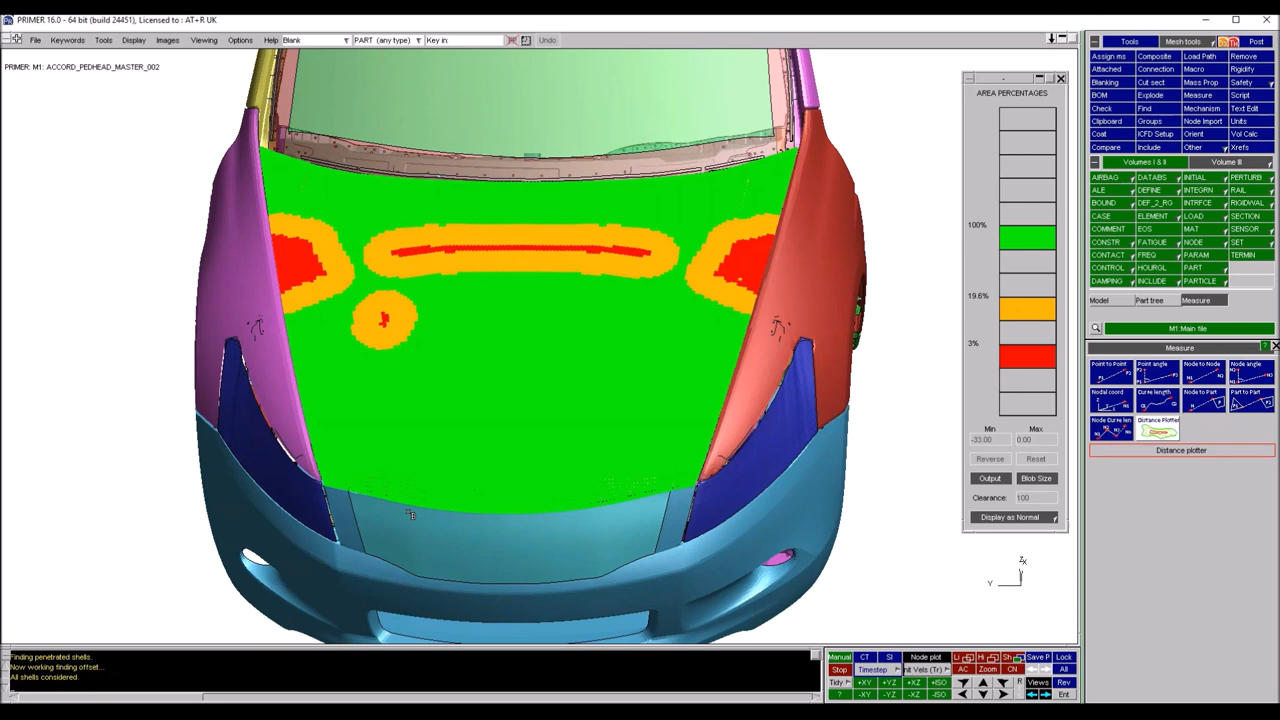 PRIMER 16.0 - 64 bit (build 24451), Licensed to : AT+R UK
File Keywords Tools Display Images Viewing Options Help Blank PART (any type) Key in: Undo
PRIMER: M1: ACCORD_PEDHEAD_MASTER_002
AREA PERCENTAGES
100%
19.6%
3%
Min Max
-33.00 0.00
Reverse Reset
Output Blob Size
Clearance: 100
Display as Normal
Z X
Y
Tools Mesh tools Post
Assign ms Composite Load Path Remove
Attached Connection Macro Rigidify
Blanking Cut sect Mass Prop Safety
BOM Explode Measure Script
Check Find Mechanism Text Edit
Clipboard Groups Node Import Units
Coat ICFD Setup Orient Vol Calc
Compare Include Other Xrefs
Volumes I & II Volume III
AIRBAG DATABS INITIAL PERTURB
ALE DEFINE INTEGRN RAIL
BOUND DEF_2_RG INTRFCE RIGIDWAL
CASE ELEMENT LOAD SECTION
COMMENT EOS MAT SENSOR
CONSTR FATIGUE NODE SET
CONTACT FREQ PARAM TERMIN
CONTROL HOURGL PART
DAMPING INCLUDE PARTICLE
Model Part tree Measure
M1:Main file
Measure ?
Point to Point Point angle Node to Node Node angle
Nodal coord Curve length Node to Part Part to Part
Node Curve len Distance Plotter
Distance plotter
Finding penetrated shells.
Now working finding offset...
All shells considered.
Manual CT SI Node plot Li Hi Sh Save P Lock
Stop Timestep nit Vels (Tr) AC Zoom CN All
Tidy +XY +YZ +XZ +ISO R Views Rev
? -XY -YZ -XZ -ISO Ent